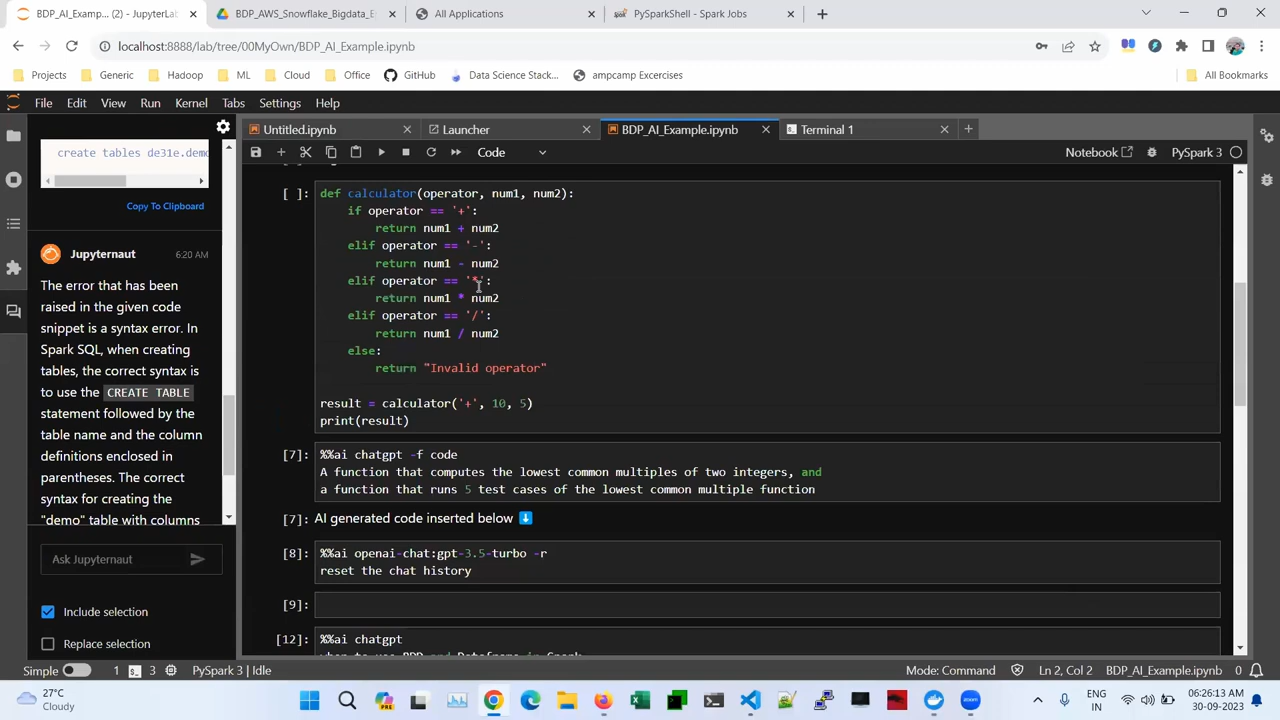 BDP_AI_Examp... (2) - JupyterLab
BDP_AWS_Snowflake_Bigdata_E
All Applications
PySparkShell - Spark Jobs
localhost:8888/lab/tree/00MyOwn/BDP_AI_Example.ipynb
Projects
Generic
Hadoop
ML
Cloud
Office
GitHub
Data Science Stack...
ampcamp Excercises
All Bookmarks
File
Edit
View
Run
Kernel
Tabs
Settings
Help
Untitled.ipynb
Launcher
BDP_AI_Example.ipynb
Terminal 1
Code
Notebook
PySpark 3
create tables de31e.demo
Copy To Clipboard
Jupyternaut
6:20 AM
The error that has been
raised in the given code
snippet is a syntax error. In
Spark SQL, when creating
tables, the correct syntax is
to use the CREATE TABLE
statement followed by the
table name and the column
definitions enclosed in
parentheses. The correct
syntax for creating the
"demo" table with columns
Ask Jupyternaut
Include selection
Replace selection
[ ]: def calculator(operator, num1, num2):
if operator == '+':
return num1 + num2
elif operator == '-':
return num1 - num2
elif operator == '*':
return num1 * num2
elif operator == '/':
return num1 / num2
else:
return "Invalid operator"
result = calculator('+', 10, 5)
print(result)
[7]: %%ai chatgpt -f code
A function that computes the lowest common multiples of two integers, and
a function that runs 5 test cases of the lowest common multiple function
[7]: AI generated code inserted below
[8]: %%ai openai-chat:gpt-3.5-turbo -r
reset the chat history
[9]:
[12]: %%ai chatgpt
Simple
1
3
PySpark 3 | Idle
Mode: Command
Ln 2, Col 2
BDP_AI_Example.ipynb
0
27°C
Cloudy
PRE
zoom
ENG
IN
06:26:13 AM
30-09-2023